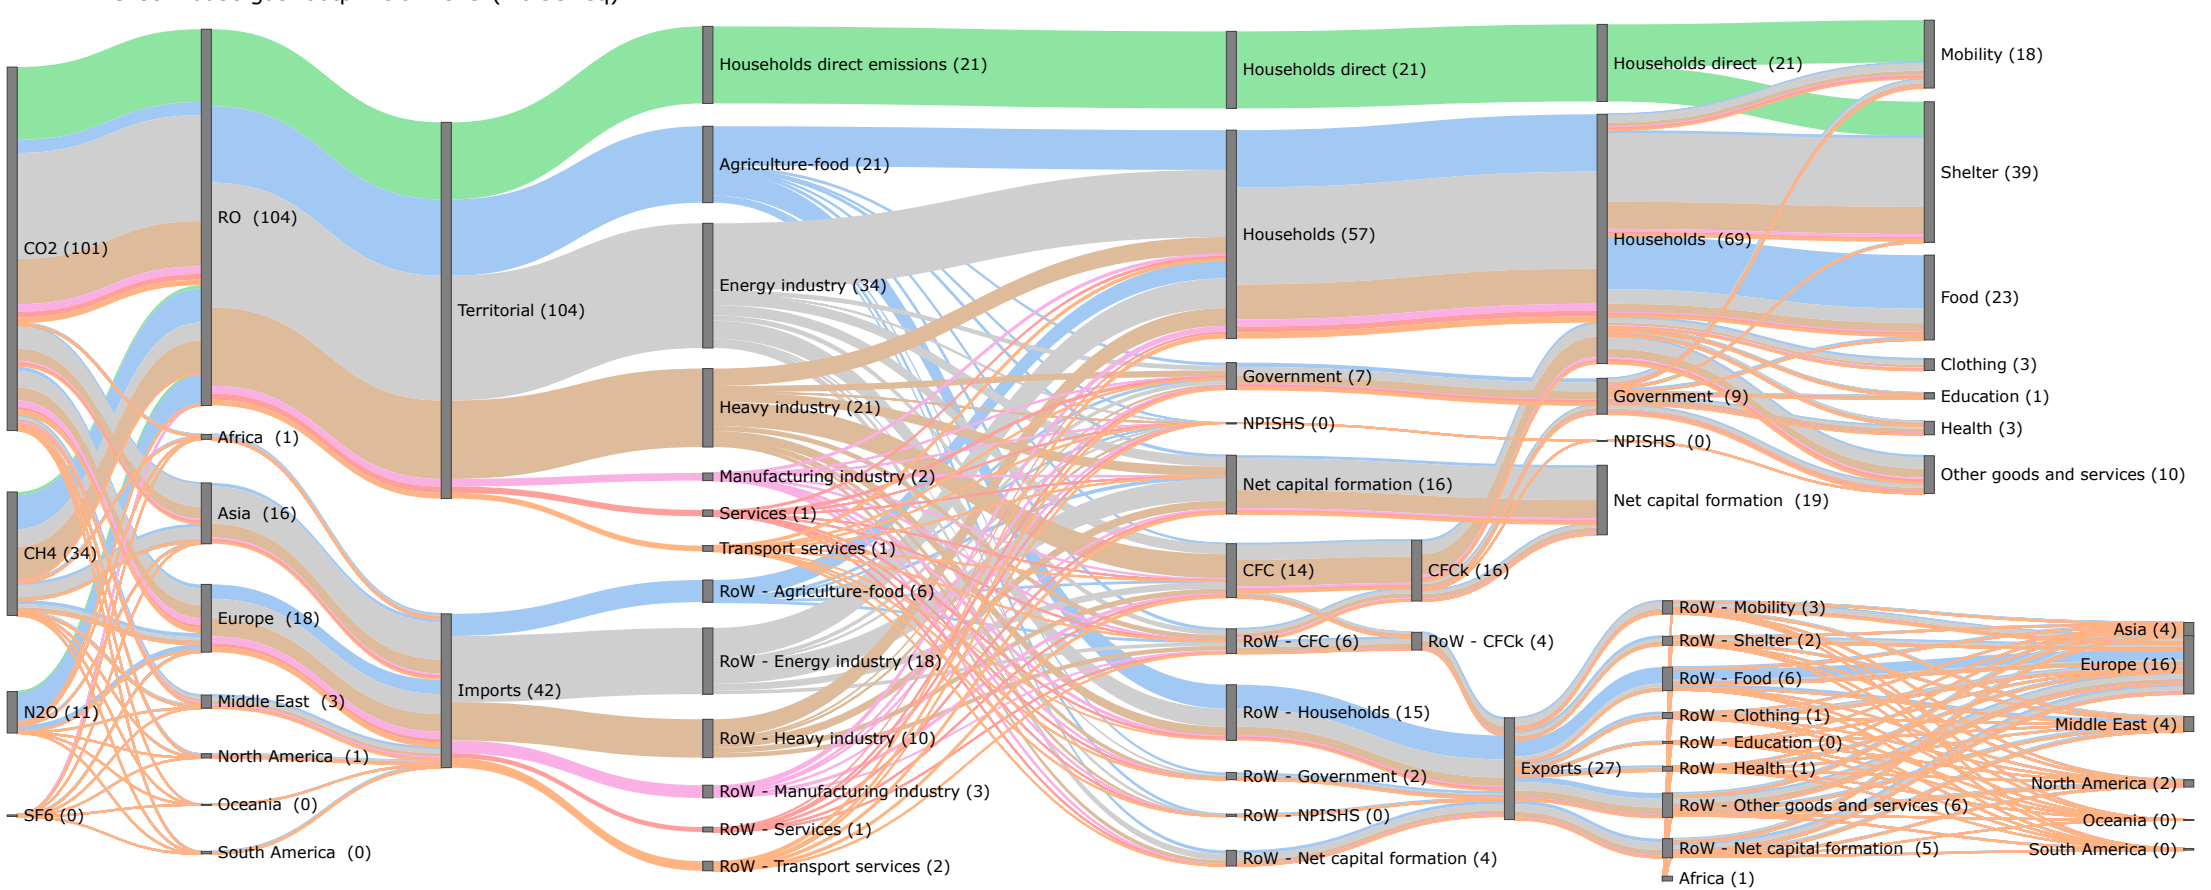 CO2 (101)
CH4 (34)
N2O (11)
SF6 (0)
RO (104)
Africa (1)
Asia (16)
Europe (18)
Middle East (3)
North America (1)
Oceania (0)
South America (0)
Territorial (104)
Imports (42)
Households direct emissions (21)
Agriculture-food (21)
Energy industry (34)
Heavy industry (21)
Manufacturing industry (2)
Services (1)
Transport services (1)
RoW - Agriculture-food (6)
RoW - Energy industry (18)
RoW - Heavy industry (10)
RoW - Manufacturing industry (3)
RoW - Services (1)
RoW - Transport services (2)
Households direct (21)
Households (57)
Government (7)
NPISHS (0)
Net capital formation (16)
CFC (14)
RoW - CFC (6)
RoW - Households (15)
RoW - Government (2)
RoW - NPISHS (0)
RoW - Net capital formation (4)
CFCk (16)
RoW - CFCk (4)
Exports (27)
Households direct (21)
Households (69)
Government (9)
NPISHS (0)
Net capital formation (19)
RoW - Mobility (3)
RoW - Shelter (2)
RoW - Food (6)
RoW - Clothing (1)
RoW - Education (0)
RoW - Health (1)
RoW - Other goods and services (6)
RoW - Net capital formation (5)
Africa (1)
Mobility (18)
Shelter (39)
Food (23)
Clothing (3)
Education (1)
Health (3)
Other goods and services (10)
Asia (4)
Europe (16)
Middle East (4)
North America (2)
Oceania (0)
South America (0)